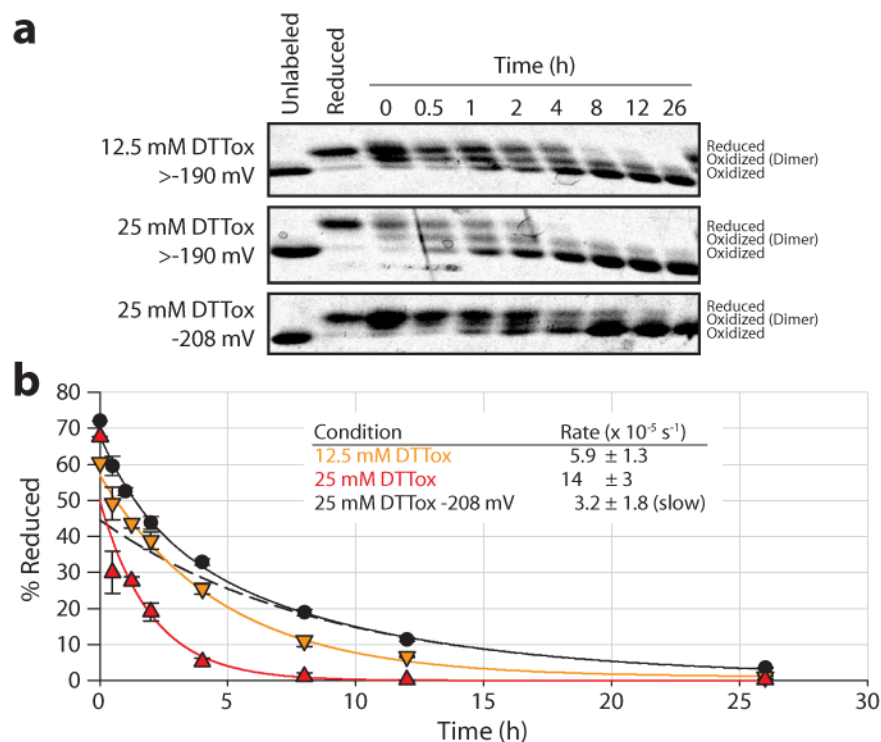 a
Unlabeled
Reduced
Time (h)
0 0.5 1 2 4 8 12 26
12.5 mM DTTox
>-190 mV
Reduced
Oxidized (Dimer)
Oxidized
25 mM DTTox
>-190 mV
Reduced
Oxidized (Dimer)
Oxidized
25 mM DTTox
-208 mV
Reduced
Oxidized (Dimer)
Oxidized
b
% Reduced
80
70
60
50
40
30
20
10
0
Condition Rate (x 10⁻⁵ s⁻¹)
12.5 mM DTTox 5.9 ± 1.3
25 mM DTTox 14 ± 3
25 mM DTTox -208 mV 3.2 ± 1.8 (slow)
0 5 10 15 20 25 30
Time (h)